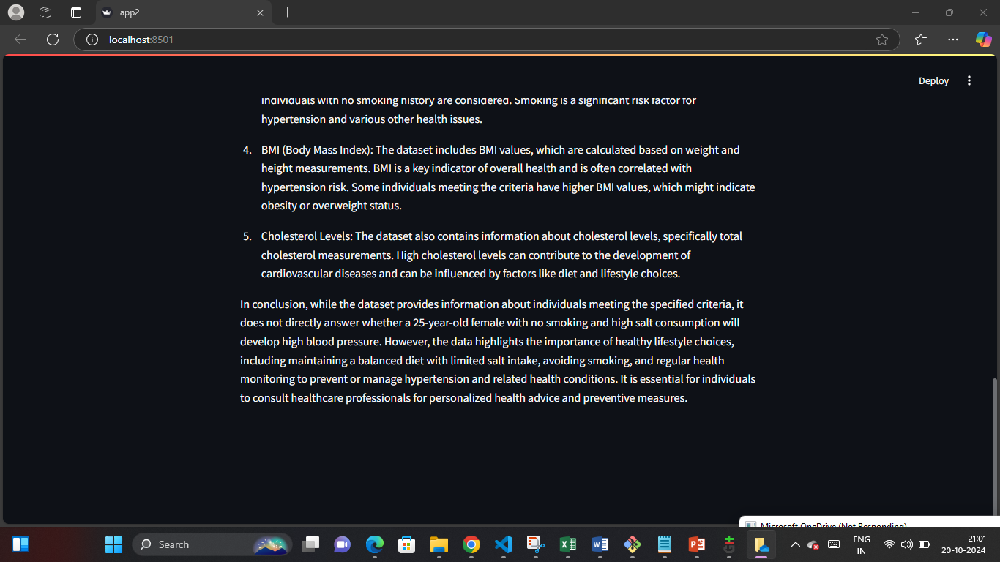 app2
localhost:8501
Deploy
individuals with no smoking history are considered. Smoking is a significant risk factor for
hypertension and various other health issues.
4. BMI (Body Mass Index): The dataset includes BMI values, which are calculated based on weight and
height measurements. BMI is a key indicator of overall health and is often correlated with
hypertension risk. Some individuals meeting the criteria have higher BMI values, which might indicate
obesity or overweight status.
5. Cholesterol Levels: The dataset also contains information about cholesterol levels, specifically total
cholesterol measurements. High cholesterol levels can contribute to the development of
cardiovascular diseases and can be influenced by factors like diet and lifestyle choices.
In conclusion, while the dataset provides information about individuals meeting the specified criteria, it
does not directly answer whether a 25-year-old female with no smoking and high salt consumption will
develop high blood pressure. However, the data highlights the importance of healthy lifestyle choices,
including maintaining a balanced diet with limited salt intake, avoiding smoking, and regular health
monitoring to prevent or manage hypertension and related health conditions. It is essential for individuals
to consult healthcare professionals for personalized health advice and preventive measures.
Microsoft OneDrive (Not Responding)
Search
ENG
IN
21:01
20-10-2024